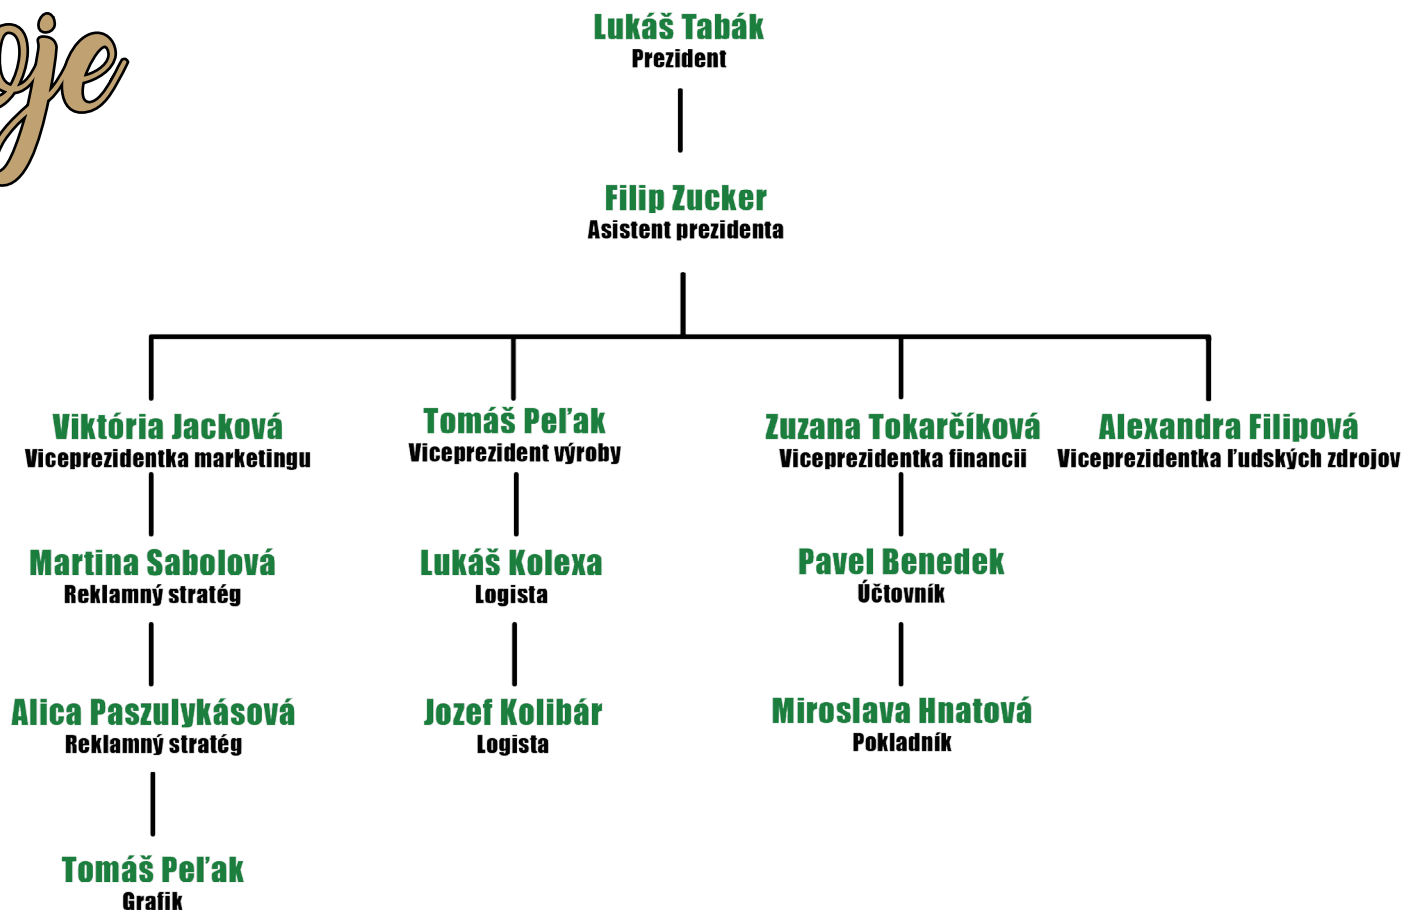 oje
Lukáš Tabák
Prezident
Filip Zucker
Asistent prezidenta
Viktória Jacková
Viceprezidentka marketingu
Tomáš Peľak
Viceprezident výroby
Zuzana Tokarčíková
Viceprezidentka financii
Alexandra Filipová
Viceprezidentka ľudských zdrojov
Martina Sabolová
Reklamný stratég
Lukáš Kolexa
Logista
Pavel Benedek
Účtovník
Alica Paszulykásová
Reklamný stratég
Jozef Kolibár
Logista
Miroslava Hnatová
Pokladník
Tomáš Peľak
Grafik